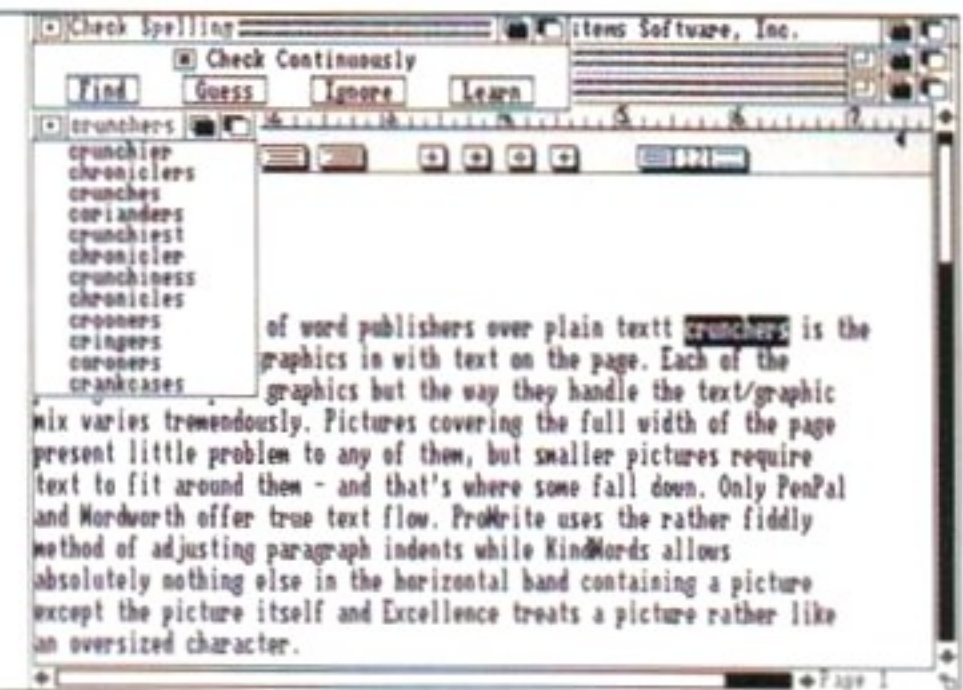 Check Spelling
items Software, Inc.
Check Continuously
Find Guess Ignore Learn
crunchers
4 5 6 7
crunchier
chroniclers
crunches
corianders
crunchiest
chronicler
crunchiness
chronicles
crooners
cringers
coroners
crankcases
of word publishers over plain textt crunchers is the
raphics in with text on the page. Each of the
graphics but the way they handle the text/graphic
mix varies tremendously. Pictures covering the full width of the page
present little problem to any of them, but smaller pictures require
text to fit around them - and that's where some fall down. Only PenPal
and Wordworth offer true text flow. ProWrite uses the rather fiddly
method of adjusting paragraph indents while KindWords allows
absolutely nothing else in the horizontal band containing a picture
except the picture itself and Excellence treats a picture rather like
an oversized character.
Page 1